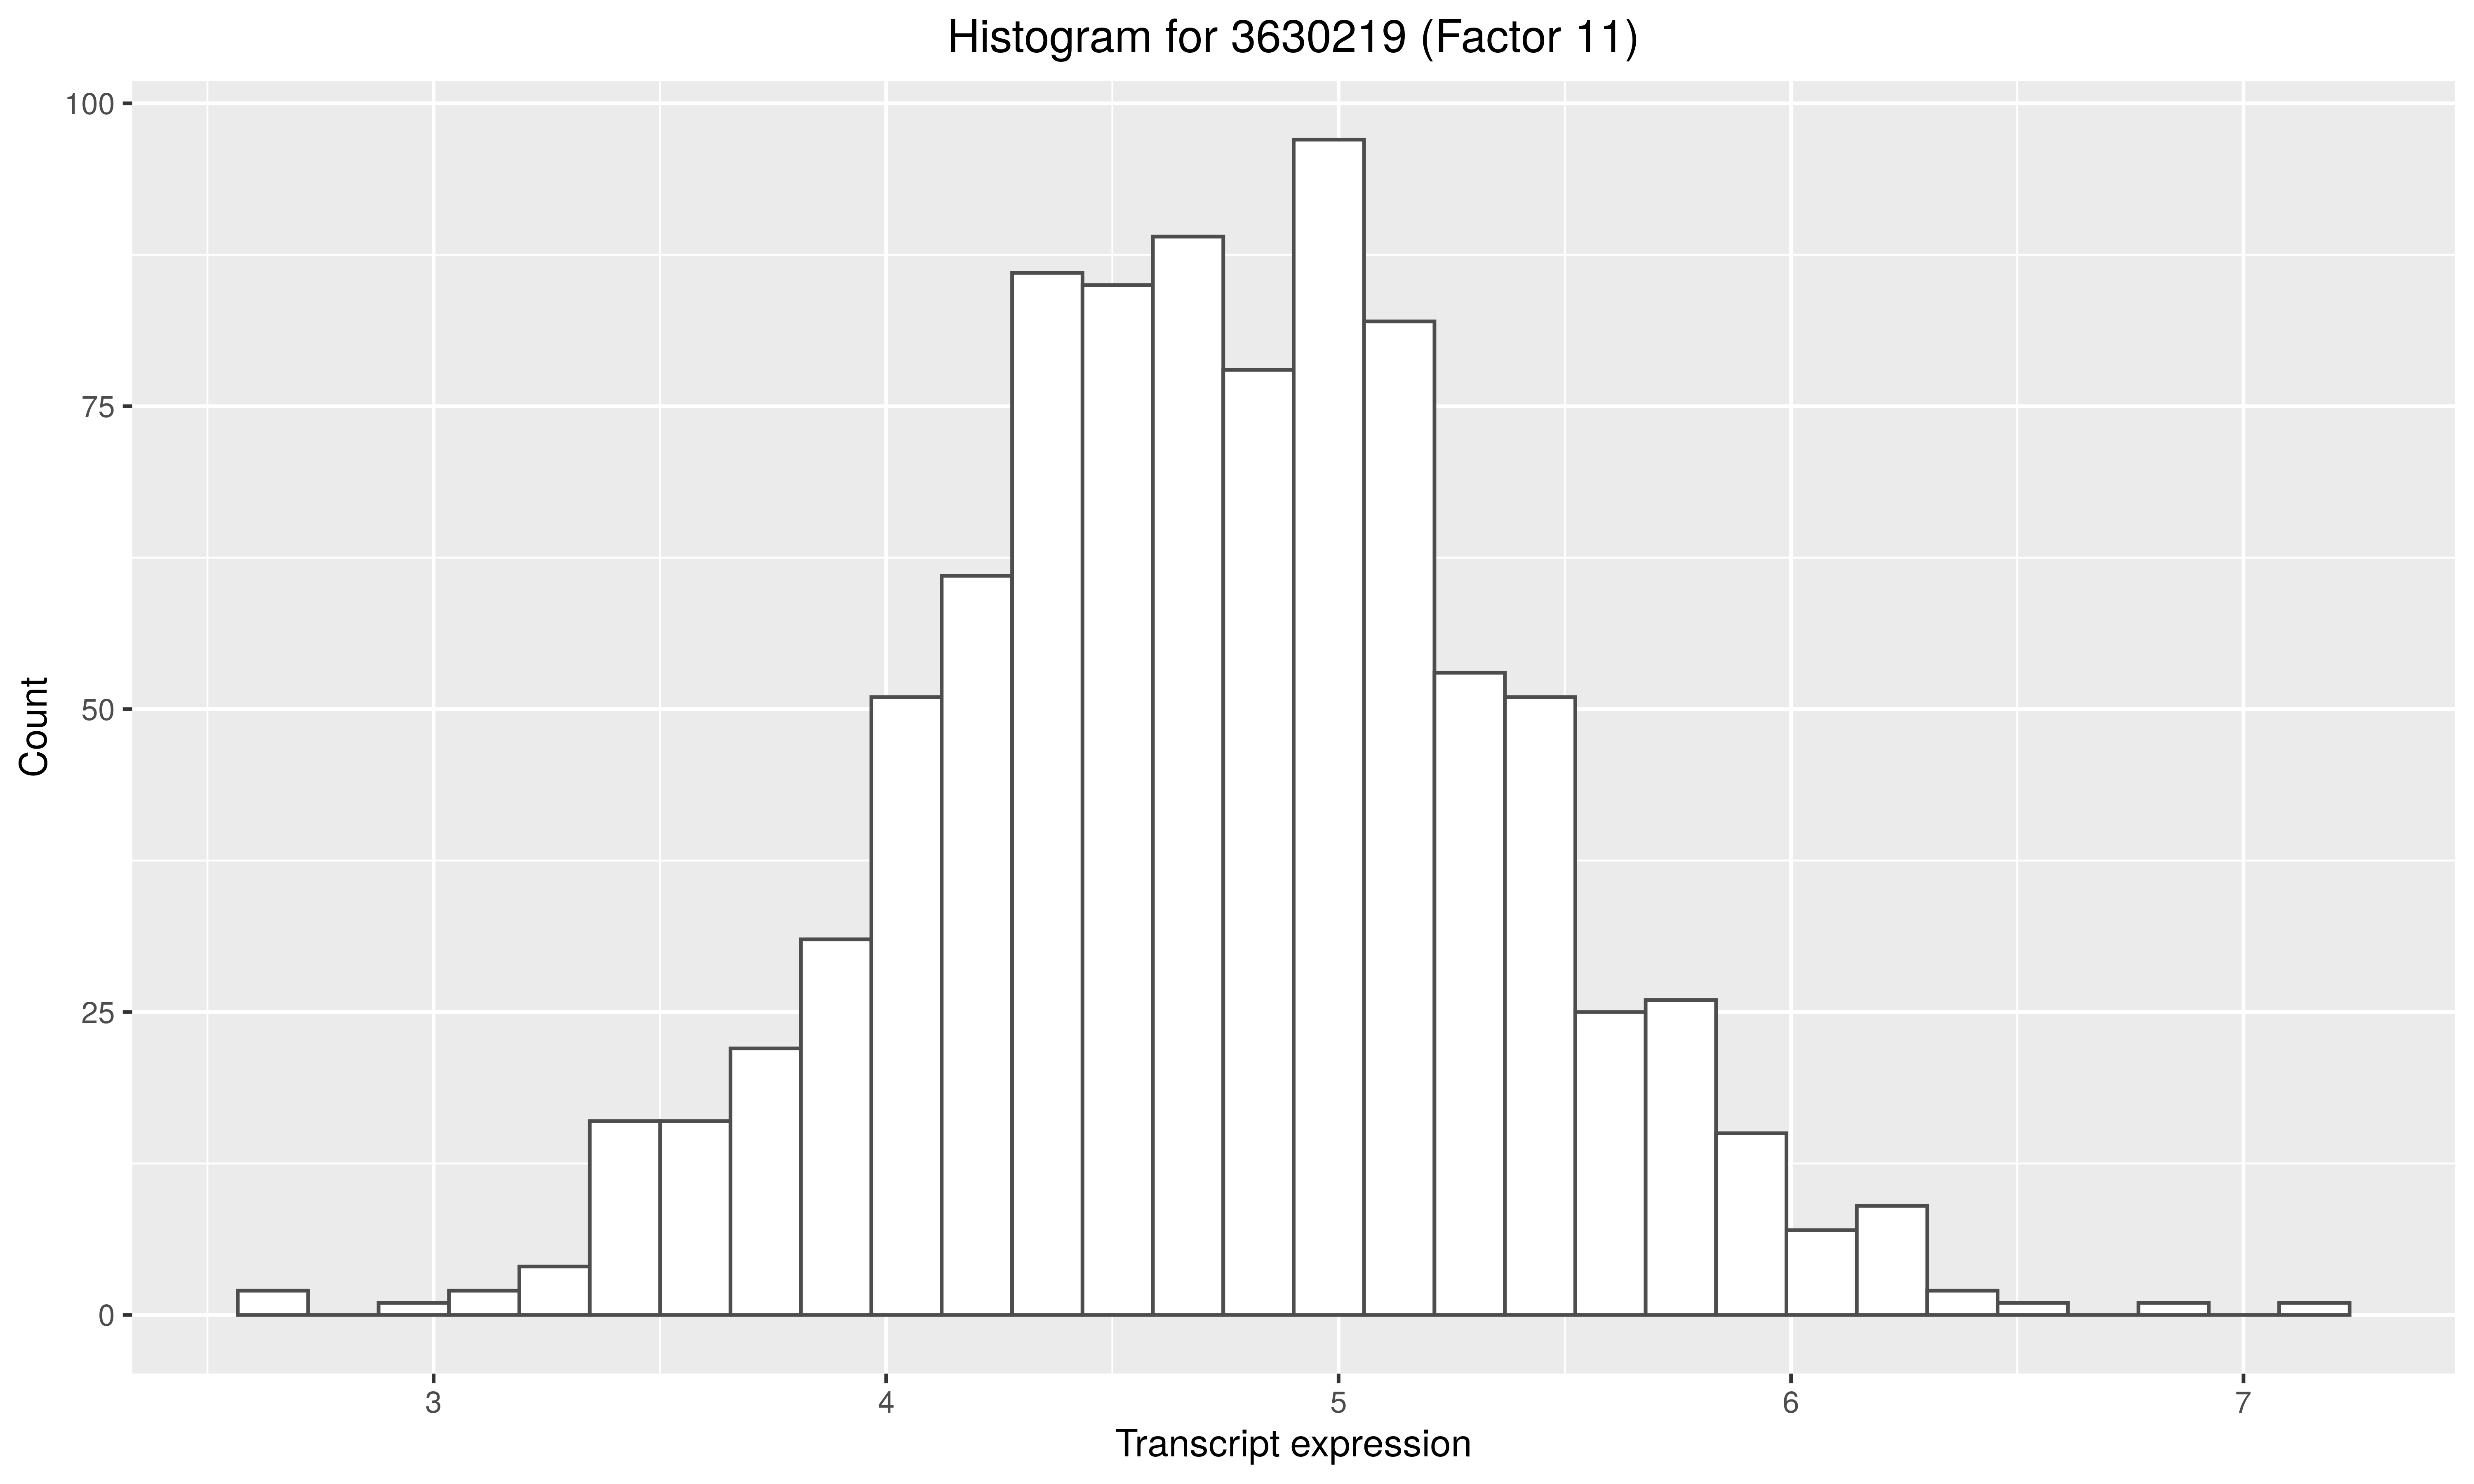 Histogram for 3630219 (Factor 11)
100
75
50
25
0
Count
3 4 5 6 7
Transcript expression